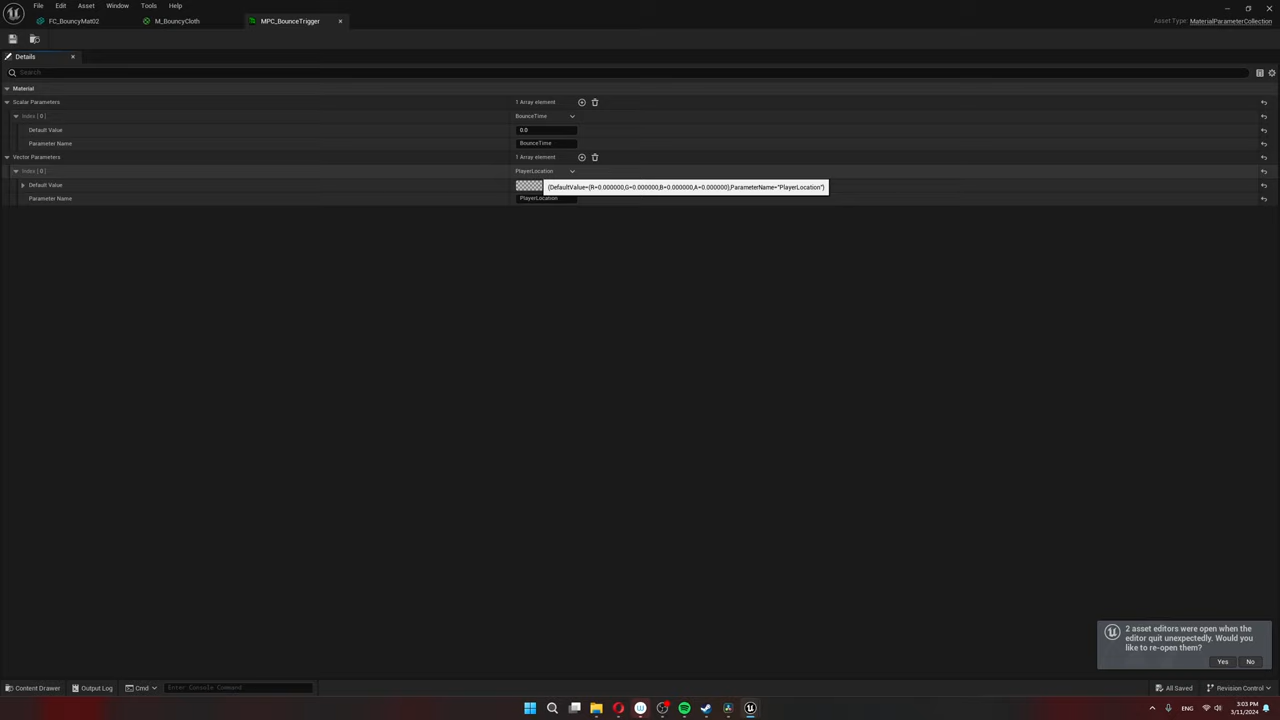 File Edit Asset Window Tools Help
FC_BouncyMat02 M_BouncyCloth MPC_BounceTrigger
Asset Type: MaterialParameterCollection
Details
Search
Material
Scalar Parameters 1 Array element
Index [ 0 ] BounceTime
Default Value 0.0
Parameter Name BounceTime
Vector Parameters 1 Array element
Index [ 0 ] PlayerLocation
Default Value
(DefaultValue=(R=0.000000,G=0.000000,B=0.000000,A=0.000000),ParameterName="PlayerLocation")
Parameter Name PlayerLocation
2 asset editors were open when the
editor quit unexpectedly. Would you
like to re-open them?
Yes No
Content Drawer Output Log Cmd Enter Console Command All Saved Revision Control
ENG 3:03 PM
3/11/2024